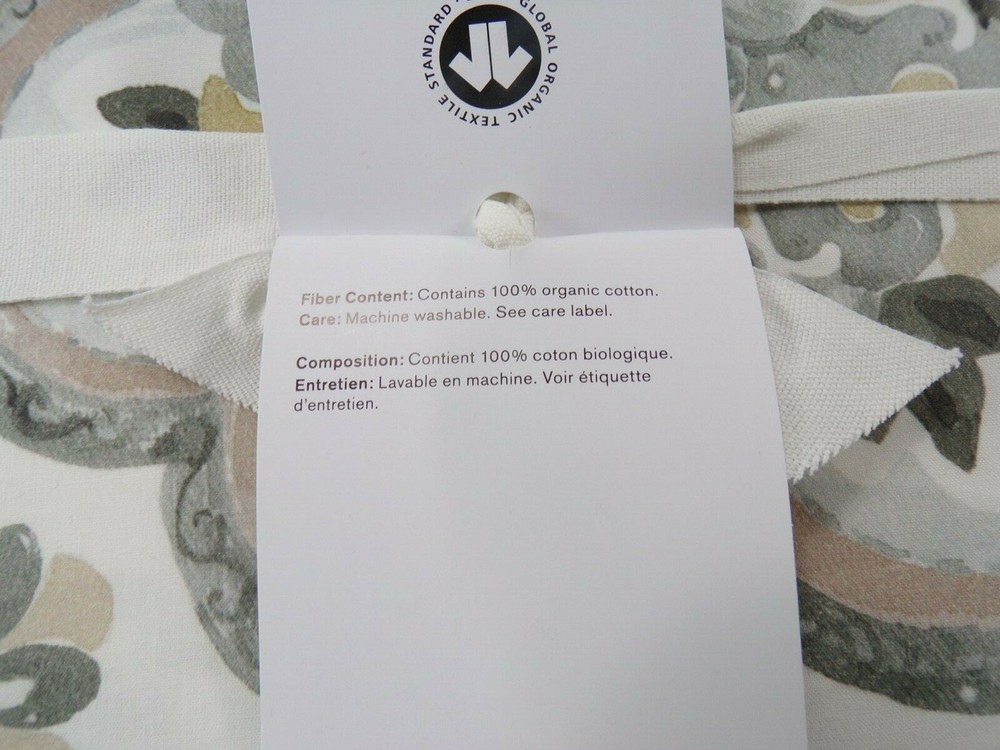 GLOBAL ORGANIC TEXTILE STANDARD
Fiber Content: Contains 100% organic cotton.
Care: Machine washable. See care label.
Composition: Contient 100% coton biologique.
Entretien: Lavable en machine. Voir étiquette
d'entretien.